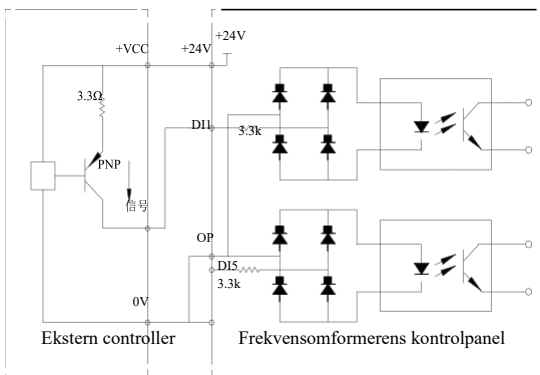 +24V
+VCC
+24V
3.3Ω
DI1
3.3k
PNP
信号
OP
DI5
3.3k
0V
Ekstern controller
Frekvensomformerens kontrolpanel